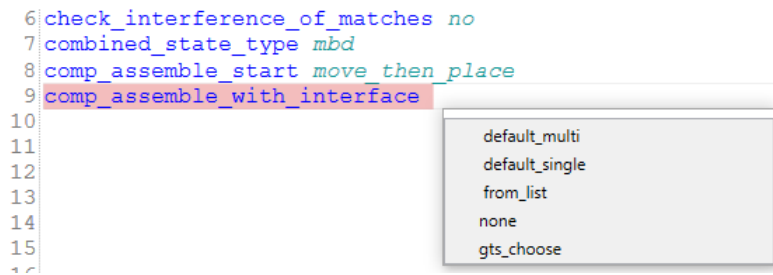 6 check_interference_of_matches no
7 combined_state_type mbd
8 comp_assemble_start move_then_place
9 comp_assemble_with_interface
10
default_multi
11
default_single
12
from_list
13
none
14
gts_choose
15